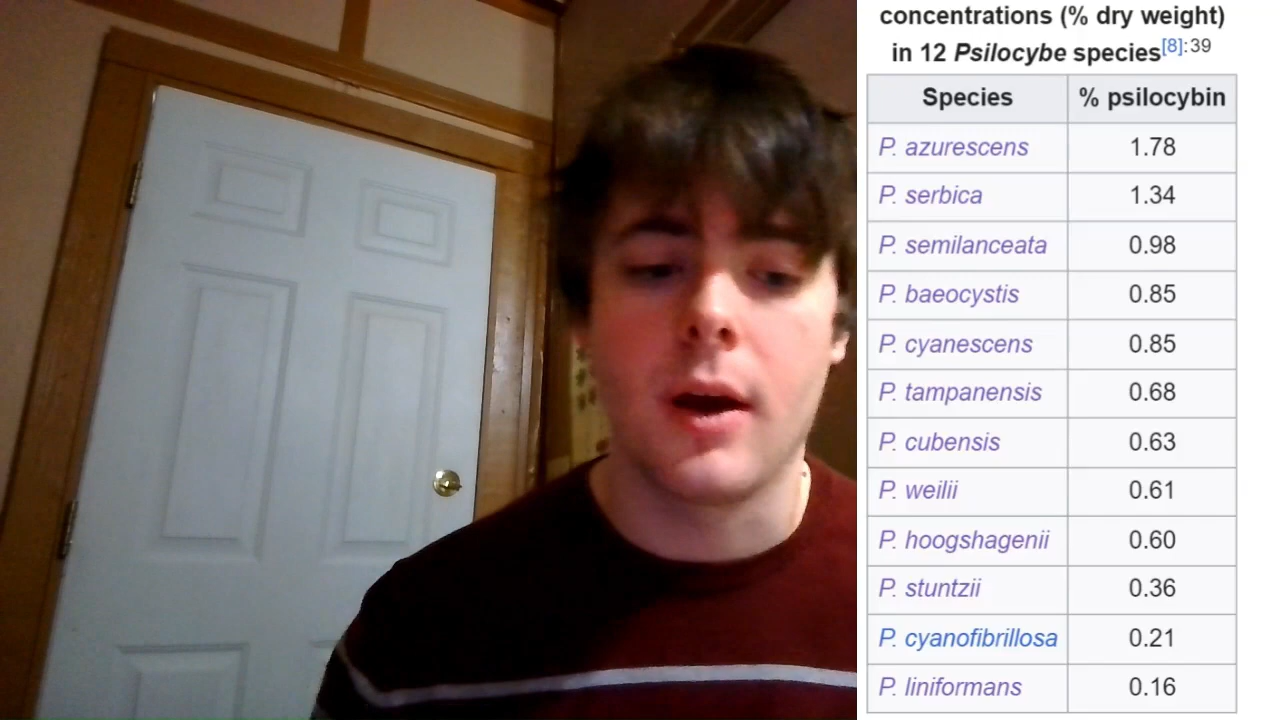 concentrations (% dry weight)
in 12 Psilocybe species[8]:39
Species % psilocybin
P. azurescens 1.78
P. serbica 1.34
P. semilanceata 0.98
P. baeocystis 0.85
P. cyanescens 0.85
P. tampanensis 0.68
P. cubensis 0.63
P. weilii 0.61
P. hoogshagenii 0.60
P. stuntzii 0.36
P. cyanofibrillosa 0.21
P. liniformans 0.16